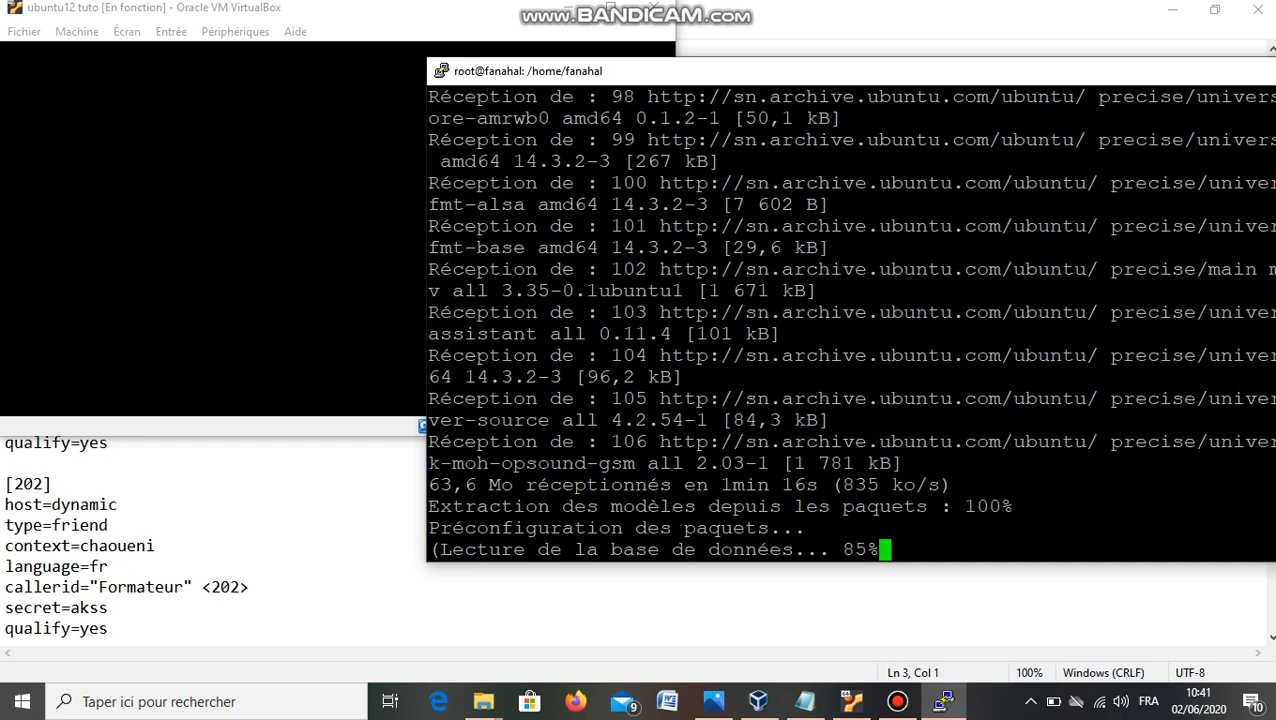 ubuntu12 tuto [En fonction] - Oracle VM VirtualBox
www.BANDICAM.com
Fichier Machine Écran Entrée Périphériques Aide
root@fanahal: /home/fanahal
Réception de : 98 http://sn.archive.ubuntu.com/ubuntu/ precise/univers
ore-amrwb0 amd64 0.1.2-1 [50,1 kB]
Réception de : 99 http://sn.archive.ubuntu.com/ubuntu/ precise/univers
amd64 14.3.2-3 [267 kB]
Réception de : 100 http://sn.archive.ubuntu.com/ubuntu/ precise/univer
fmt-alsa amd64 14.3.2-3 [7 602 B]
Réception de : 101 http://sn.archive.ubuntu.com/ubuntu/ precise/univer
fmt-base amd64 14.3.2-3 [29,6 kB]
Réception de : 102 http://sn.archive.ubuntu.com/ubuntu/ precise/main m
v all 3.35-0.1ubuntu1 [1 671 kB]
Réception de : 103 http://sn.archive.ubuntu.com/ubuntu/ precise/univer
assistant all 0.11.4 [101 kB]
Réception de : 104 http://sn.archive.ubuntu.com/ubuntu/ precise/univer
64 14.3.2-3 [96,2 kB]
Réception de : 105 http://sn.archive.ubuntu.com/ubuntu/ precise/univer
ver-source all 4.2.54-1 [84,3 kB]
Réception de : 106 http://sn.archive.ubuntu.com/ubuntu/ precise/univer
k-moh-opsound-gsm all 2.03-1 [1 781 kB]
63,6 Mo réceptionnés en 1min 16s (835 ko/s)
Extraction des modèles depuis les paquets : 100%
Préconfiguration des paquets...
(Lecture de la base de données... 85%
qualify=yes
[202]
host=dynamic
type=friend
context=chaoueni
language=fr
callerid="Formateur" <202>
secret=akss
qualify=yes
Ln 3, Col 1 100% Windows (CRLF) UTF-8
Taper ici pour rechercher
9
FRA
10:41
02/06/2020
10